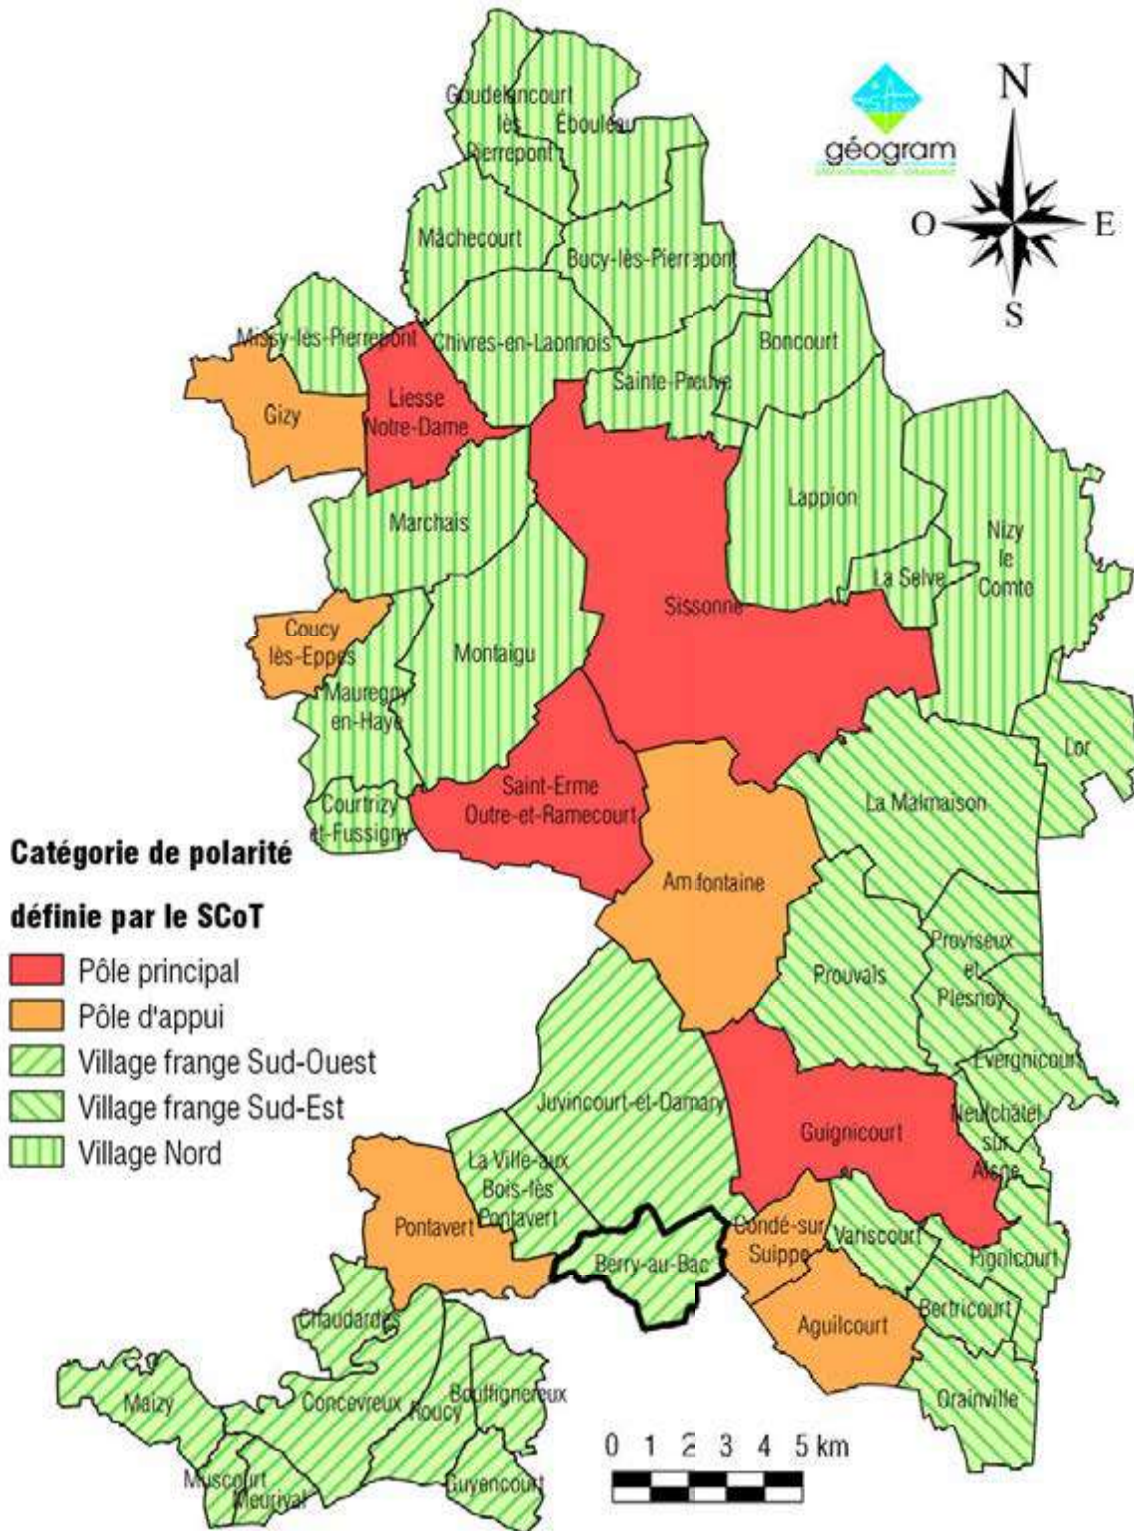 Goudelancourt
lès
Pierrepont
Ébouleau
géogram
N
O
E
S
Mâchecourt
Bucy-lès-Pierrepont
Missy-lès-Pierrepont
Chivres-en-Laonnois
Boncourt
Sainte-Preuve
Liesse
Notre-Dame
Gizy
Lappion
Marchais
Nizy
le
Comte
La Selve
Sissonne
Coucy
lès-Eppes
Montaigu
Mauregny
en-Haye
Lor
Saint-Erme
Outre-et-Ramecourt
La Malmaison
Courtrizy
et-Fussigny
Catégorie de polarité
définie par le SCoT
Pôle principal
Pôle d'appui
Village frange Sud-Ouest
Village frange Sud-Est
Village Nord
Amifontaine
Proviseux
et
Plesnoy
Prouvais
Évergnicourt
Juvincourt-et-Damary
Guignicourt
Neufchâtel
sur
Aisne
La Ville-aux
Bois-lès
Pontavert
Pontavert
Condé-sur
Suippe
Variscourt
Pignicourt
Berry-au-Bac
Bertricourt
Chaudardes
Aguilcourt
Maizy
Concevreux
Roucy
Bouffignereux
Orainville
Muscourt
Meurival
Guyencourt
0 1 2 3 4 5 km